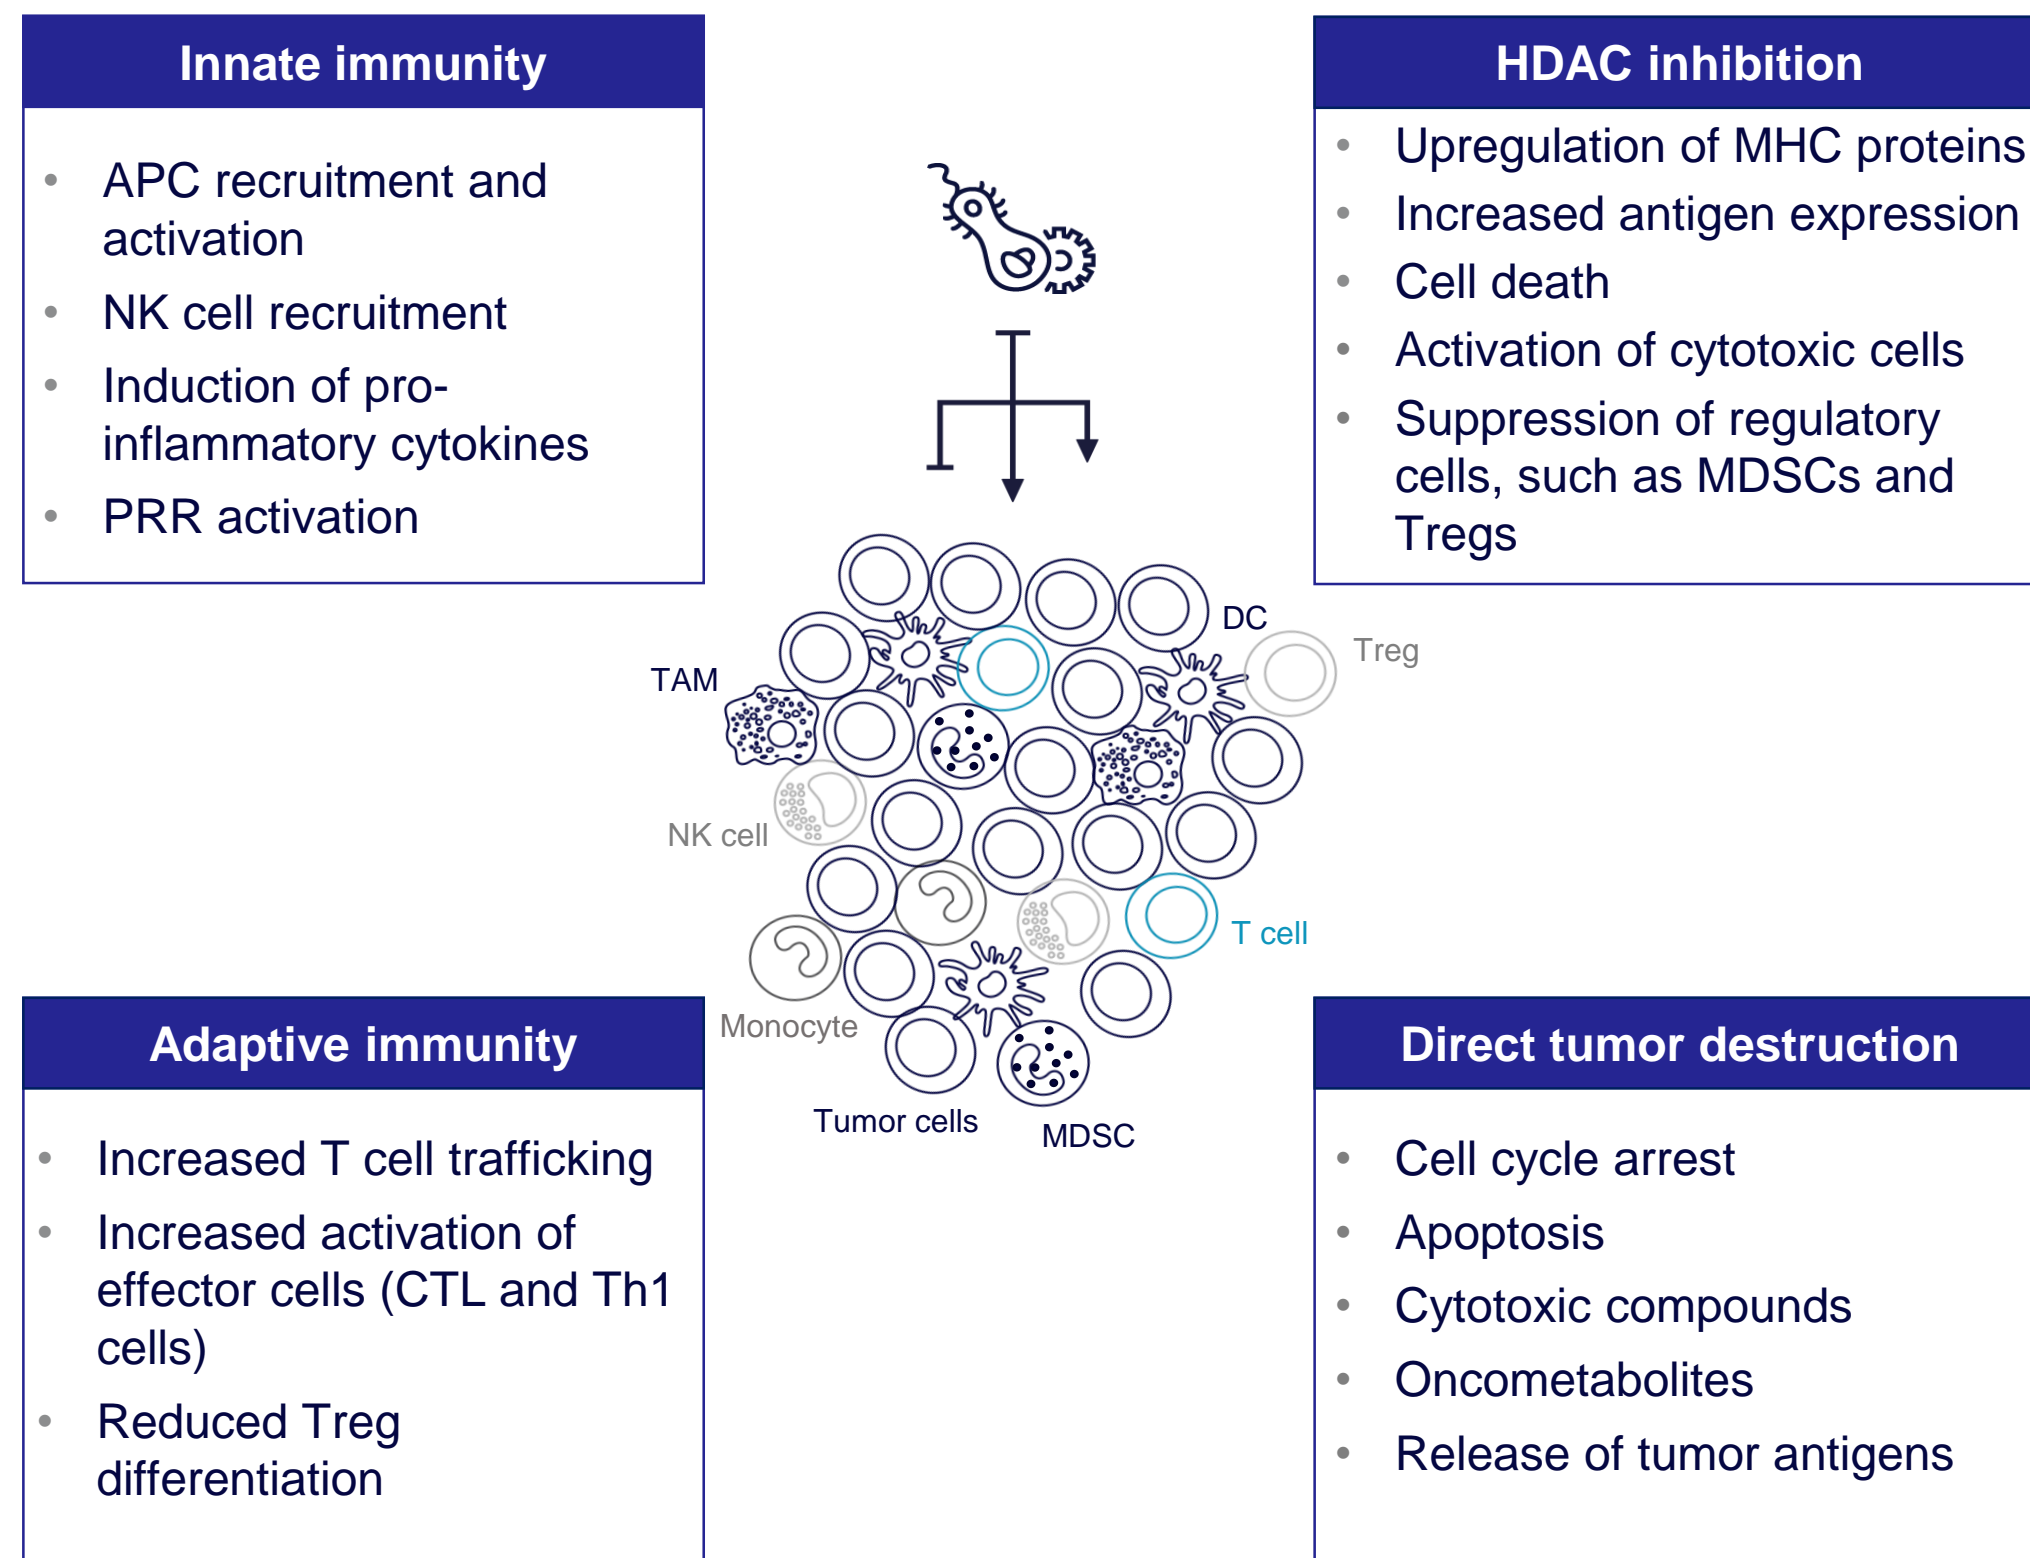 Innate immunity
• APC recruitment and
activation
• NK cell recruitment
• Induction of pro-
inflammatory cytokines
• PRR activation
HDAC inhibition
• Upregulation of MHC proteins
• Increased antigen expression
• Cell death
• Activation of cytotoxic cells
• Suppression of regulatory
cells, such as MDSCs and
Tregs
DC
Treg
TAM
NK cell
T cell
Monocyte
Tumor cells
MDSC
Adaptive immunity
• Increased T cell trafficking
• Increased activation of
effector cells (CTL and Th1
cells)
• Reduced Treg
differentiation
Direct tumor destruction
• Cell cycle arrest
• Apoptosis
• Cytotoxic compounds
• Oncometabolites
• Release of tumor antigens